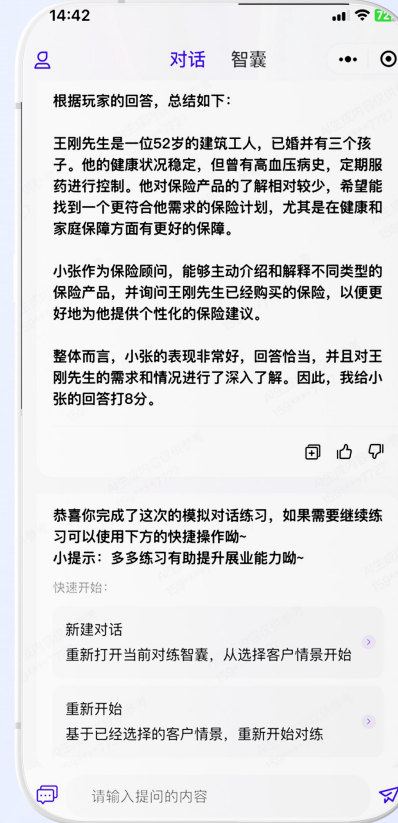 14:42
72
对话 智囊
根据玩家的回答，总结如下：
王刚先生是一位52岁的建筑工人，已婚并有三个孩
子。他的健康状况稳定，但曾有高血压病史，定期服
药进行控制。他对保险产品的了解相对较少，希望能
找到一个更符合他需求的保险计划，尤其是在健康和
家庭保障方面有更好的保障。
小张作为保险顾问，能够主动介绍和解释不同类型的
保险产品，并询问王刚先生已经购买的保险，以便更
好地为他提供个性化的保险建议。
整体而言，小张的表现非常好，回答恰当，并且对王
刚先生的需求和情况进行了深入了解。因此，我给小
张的回答打8分。
恭喜你完成了这次的模拟对话练习，如果需要继续练
习可以使用下方的快捷操作呦~
小提示：多多练习有助提升展业能力呦~
快速开始：
新建对话
重新打开当前对练智囊，从选择客户情景开始
重新开始
基于已经选择的客户情景，重新开始对练
请输入提问的内容